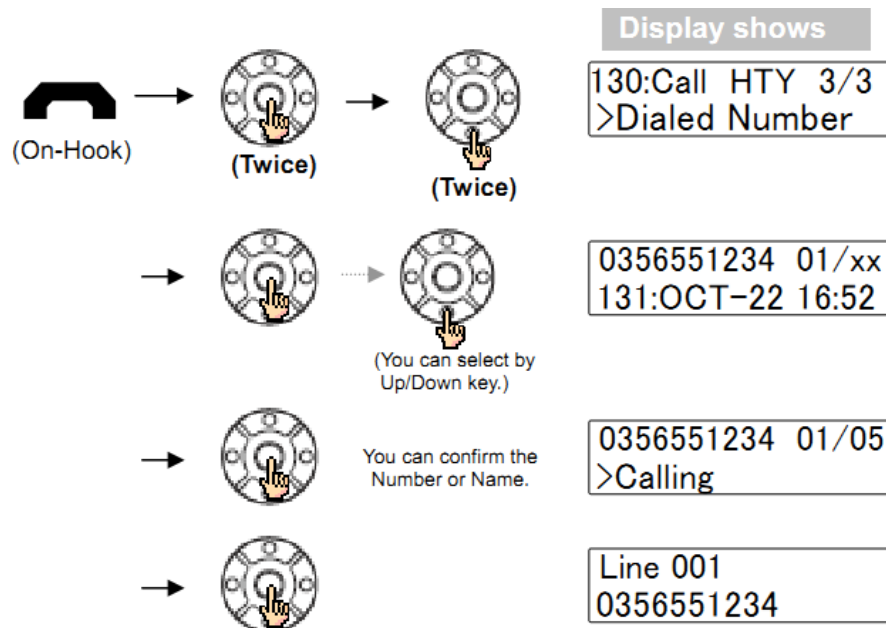 Display shows
(On-Hook)
(Twice)
(Twice)
130:Call HTY 3/3
>Dialed Number
(You can select by
Up/Down key.)
0356551234 01/xx
131:OCT-22 16:52
You can confirm the
Number or Name.
0356551234 01/05
>Calling
Line 001
0356551234